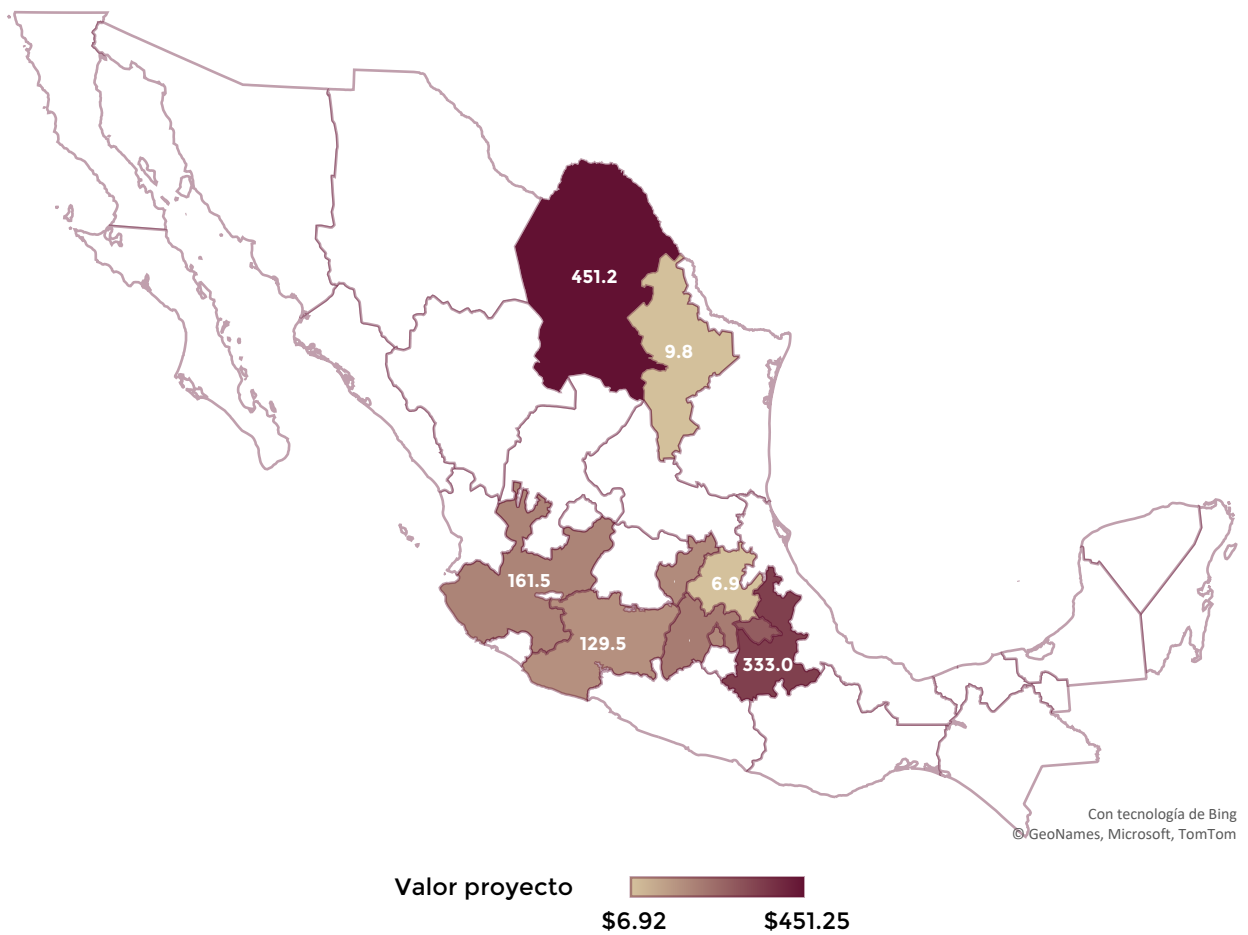 451.2
9.8
161.5
6.9
129.5
333.0
Con tecnología de Bing
© GeoNames, Microsoft, TomTom
Valor proyecto
$6.92 $451.25